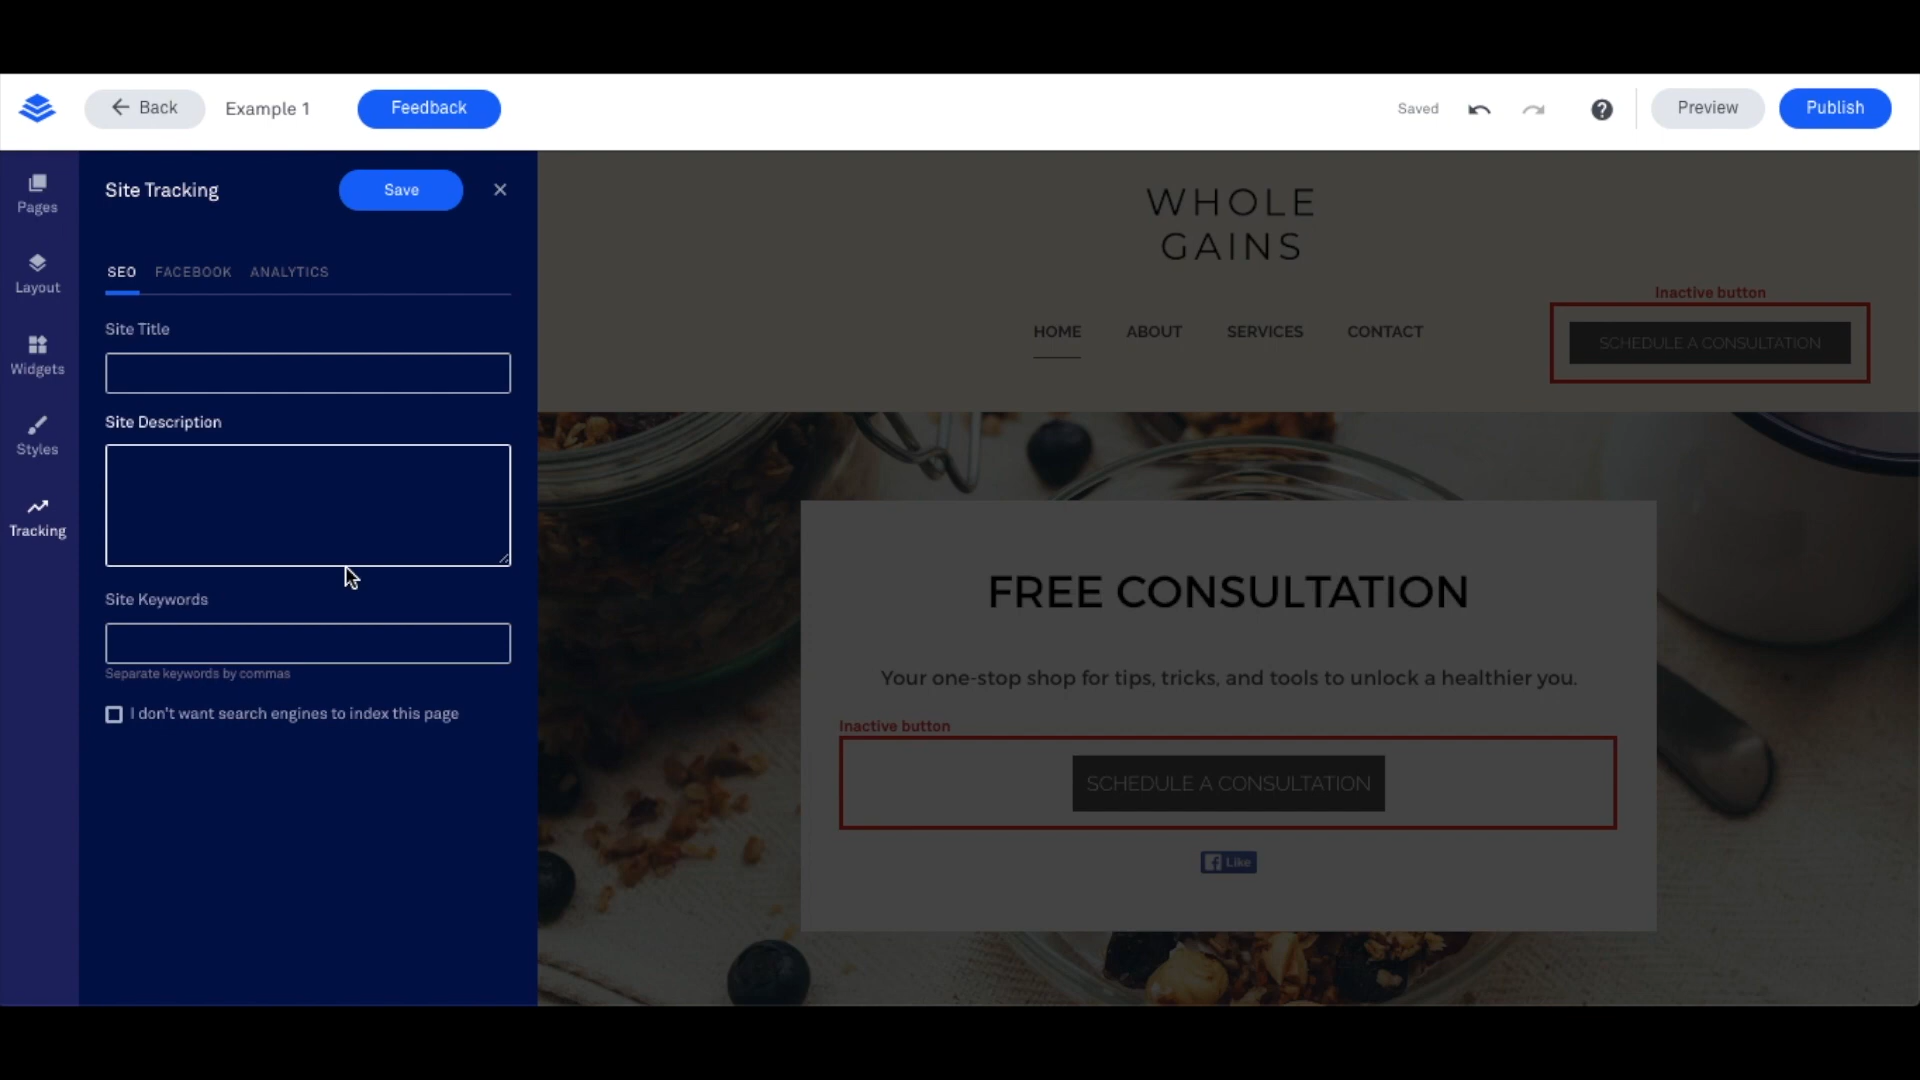 Back
Example 1
Feedback
Saved
Preview
Publish
Pages
Layout
Widgets
Styles
Tracking
Site Tracking
Save
SEO FACEBOOK ANALYTICS
Site Title
Site Description
Site Keywords
Separate keywords by commas
I don't want search engines to index this page
WHOLE
GAINS
HOME ABOUT SERVICES CONTACT
Inactive button
SCHEDULE A CONSULTATION
FREE CONSULTATION
Your one-stop shop for tips, tricks, and tools to unlock a healthier you.
Inactive button
SCHEDULE A CONSULTATION
Like